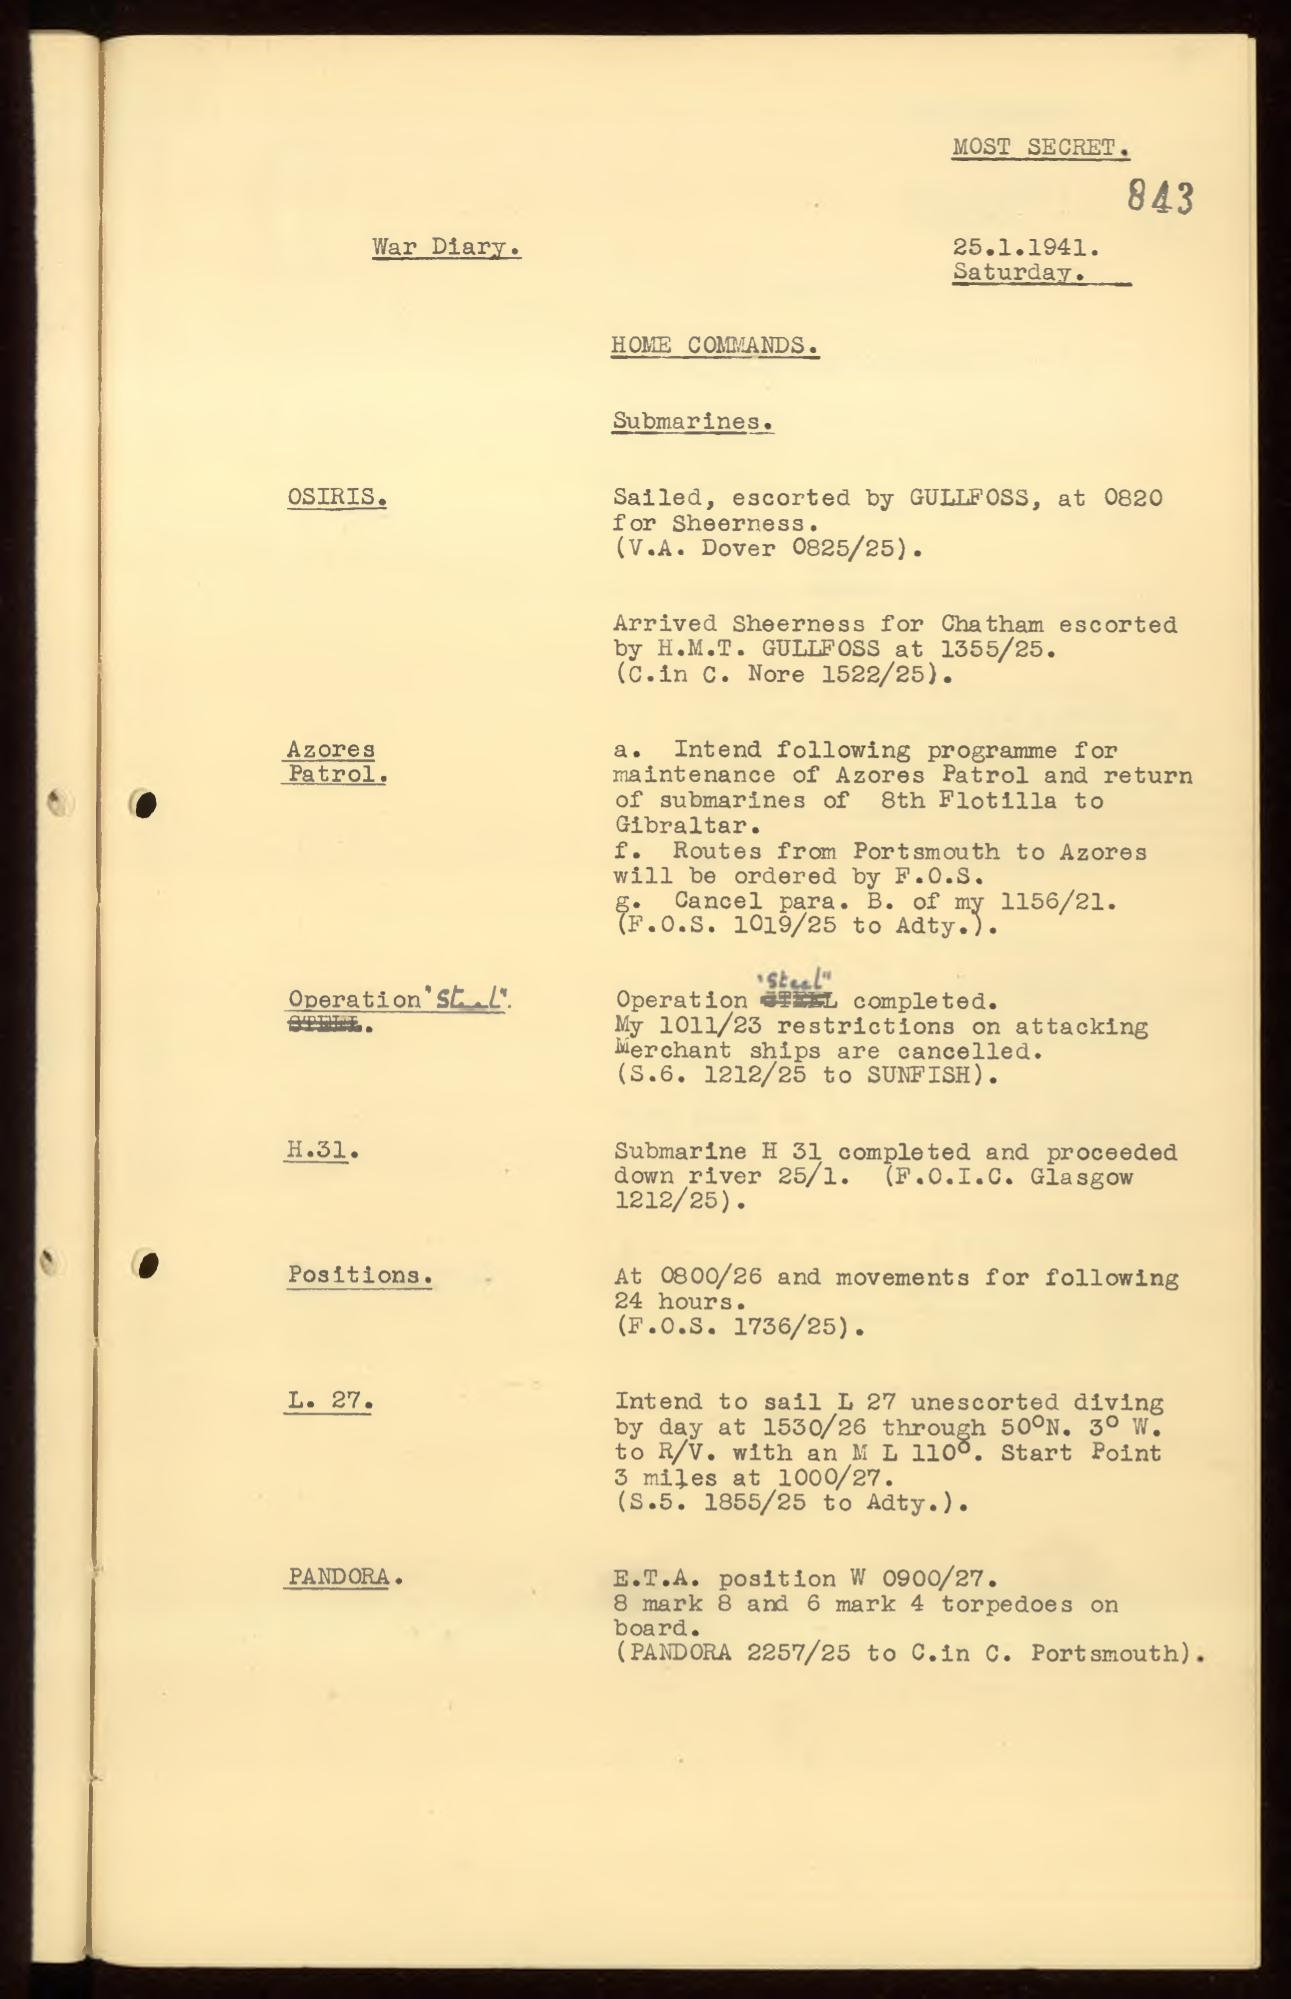 MOST SECRET.
843
War Diary.
25.1.1941.
Saturday.
HOME COMMANDS.
Submarines.
OSIRIS.
Sailed, escorted by GULLFOSS, at 0820
for Sheerness.
(V.A. Dover 0825/25).
Arrived Sheerness for Chatham escorted
by H.M.T. GULLFOSS at 1355/25.
(C.in C. Nore 1522/25).
Azores
Patrol.
a. Intend following programme for
maintenance of Azores Patrol and return
of submarines of 8th Flotilla to
Gibraltar.
f. Routes from Portsmouth to Azores
will be ordered by F.O.S.
g. Cancel para. B. of my 1156/21.
(F.O.S. 1019/25 to Adty.).
Operation "Steel".
STEEL.
"Steel"
Operation STEEL completed.
My 1011/23 restrictions on attacking
Merchant ships are cancelled.
(S.6. 1212/25 to SUNFISH).
H.31.
Submarine H 31 completed and proceeded
down river 25/1. (F.O.I.C. Glasgow
1212/25).
Positions.
At 0800/26 and movements for following
24 hours.
(F.O.S. 1736/25).
L. 27.
Intend to sail L 27 unescorted diving
by day at 1530/26 through 50°N. 3° W.
to R/V. with an M L 110°. Start Point
3 miles at 1000/27.
(S.5. 1855/25 to Adty.).
PANDORA.
E.T.A. position W 0900/27.
8 mark 8 and 6 mark 4 torpedoes on
board.
(PANDORA 2257/25 to C.in C. Portsmouth).